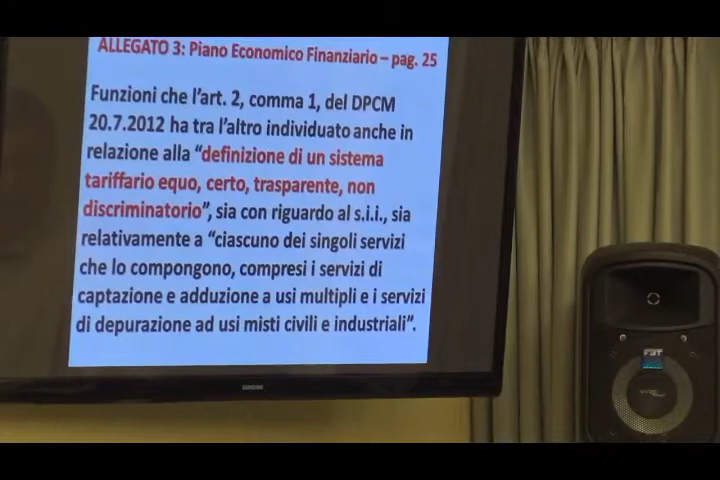 ALLEGATO 3: Piano Economico Finanziario – pag. 25
Funzioni che l'art. 2, comma 1, del DPCM
20.7.2012 ha tra l'altro individuato anche in
relazione alla “definizione di un sistema
tariffario equo, certo, trasparente, non
discriminatorio”, sia con riguardo al s.i.i., sia
relativamente a “ciascuno dei singoli servizi
che lo compongono, compresi i servizi di
captazione e adduzione a usi multipli e i servizi
di depurazione ad usi misti civili e industriali”.
FBT